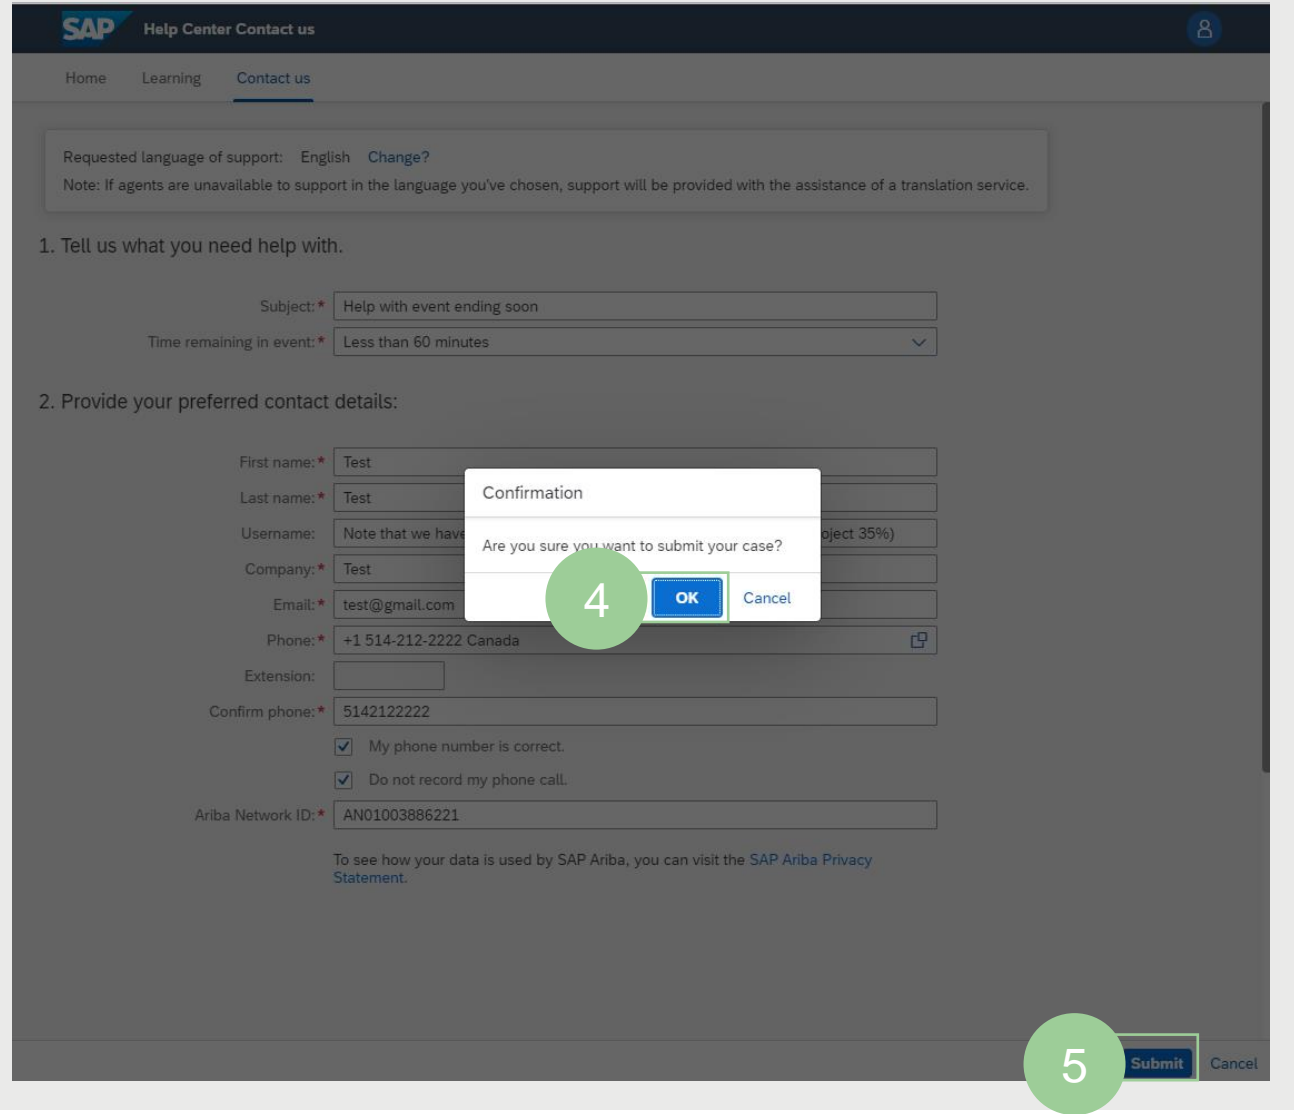 SAP Help Center Contact us
Home Learning Contact us
Requested language of support: English Change?
Note: If agents are unavailable to support in the language you've chosen, support will be provided with the assistance of a translation service.
1. Tell us what you need help with.
Subject:* Help with event ending soon
Time remaining in event:* Less than 60 minutes
2. Provide your preferred contact details:
First name:* Test
Last name:* Test
Username: Note that we have oject 35%)
Company:* Test
Email:* test@gmail.com
Phone:* +1 514-212-2222 Canada
Extension:
Confirm phone:* 5142122222
My phone number is correct.
Do not record my phone call.
Ariba Network ID:* AN01003886221
To see how your data is used by SAP Ariba, you can visit the SAP Ariba Privacy
Statement.
Confirmation
Are you sure you want to submit your case?
4 OK Cancel
5 Submit Cancel